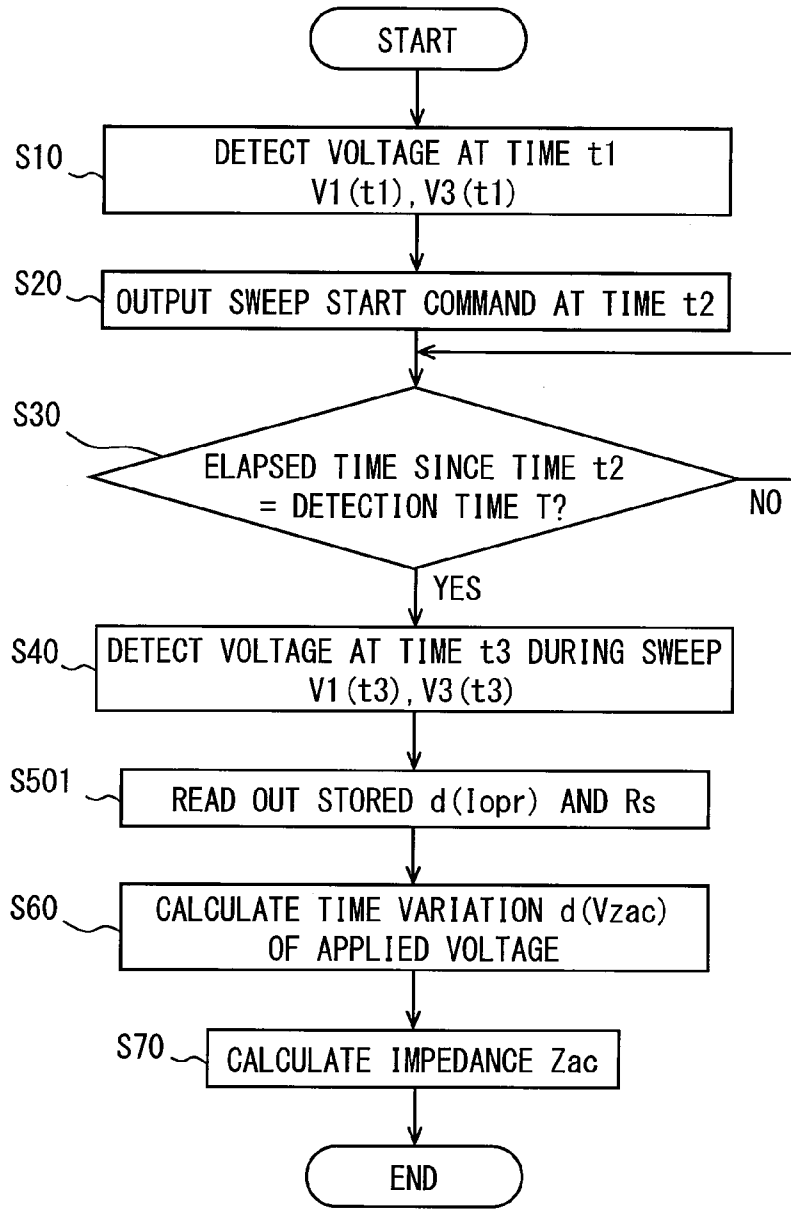 START
S10
DETECT VOLTAGE AT TIME t1
V1(t1), V3(t1)
S20
OUTPUT SWEEP START COMMAND AT TIME t2
S30
ELAPSED TIME SINCE TIME t2
= DETECTION TIME T?
NO
YES
S40
DETECT VOLTAGE AT TIME t3 DURING SWEEP
V1(t3), V3(t3)
S501
READ OUT STORED d(Iopr) AND Rs
S60
CALCULATE TIME VARIATION d(Vzac)
OF APPLIED VOLTAGE
S70
CALCULATE IMPEDANCE Zac
END